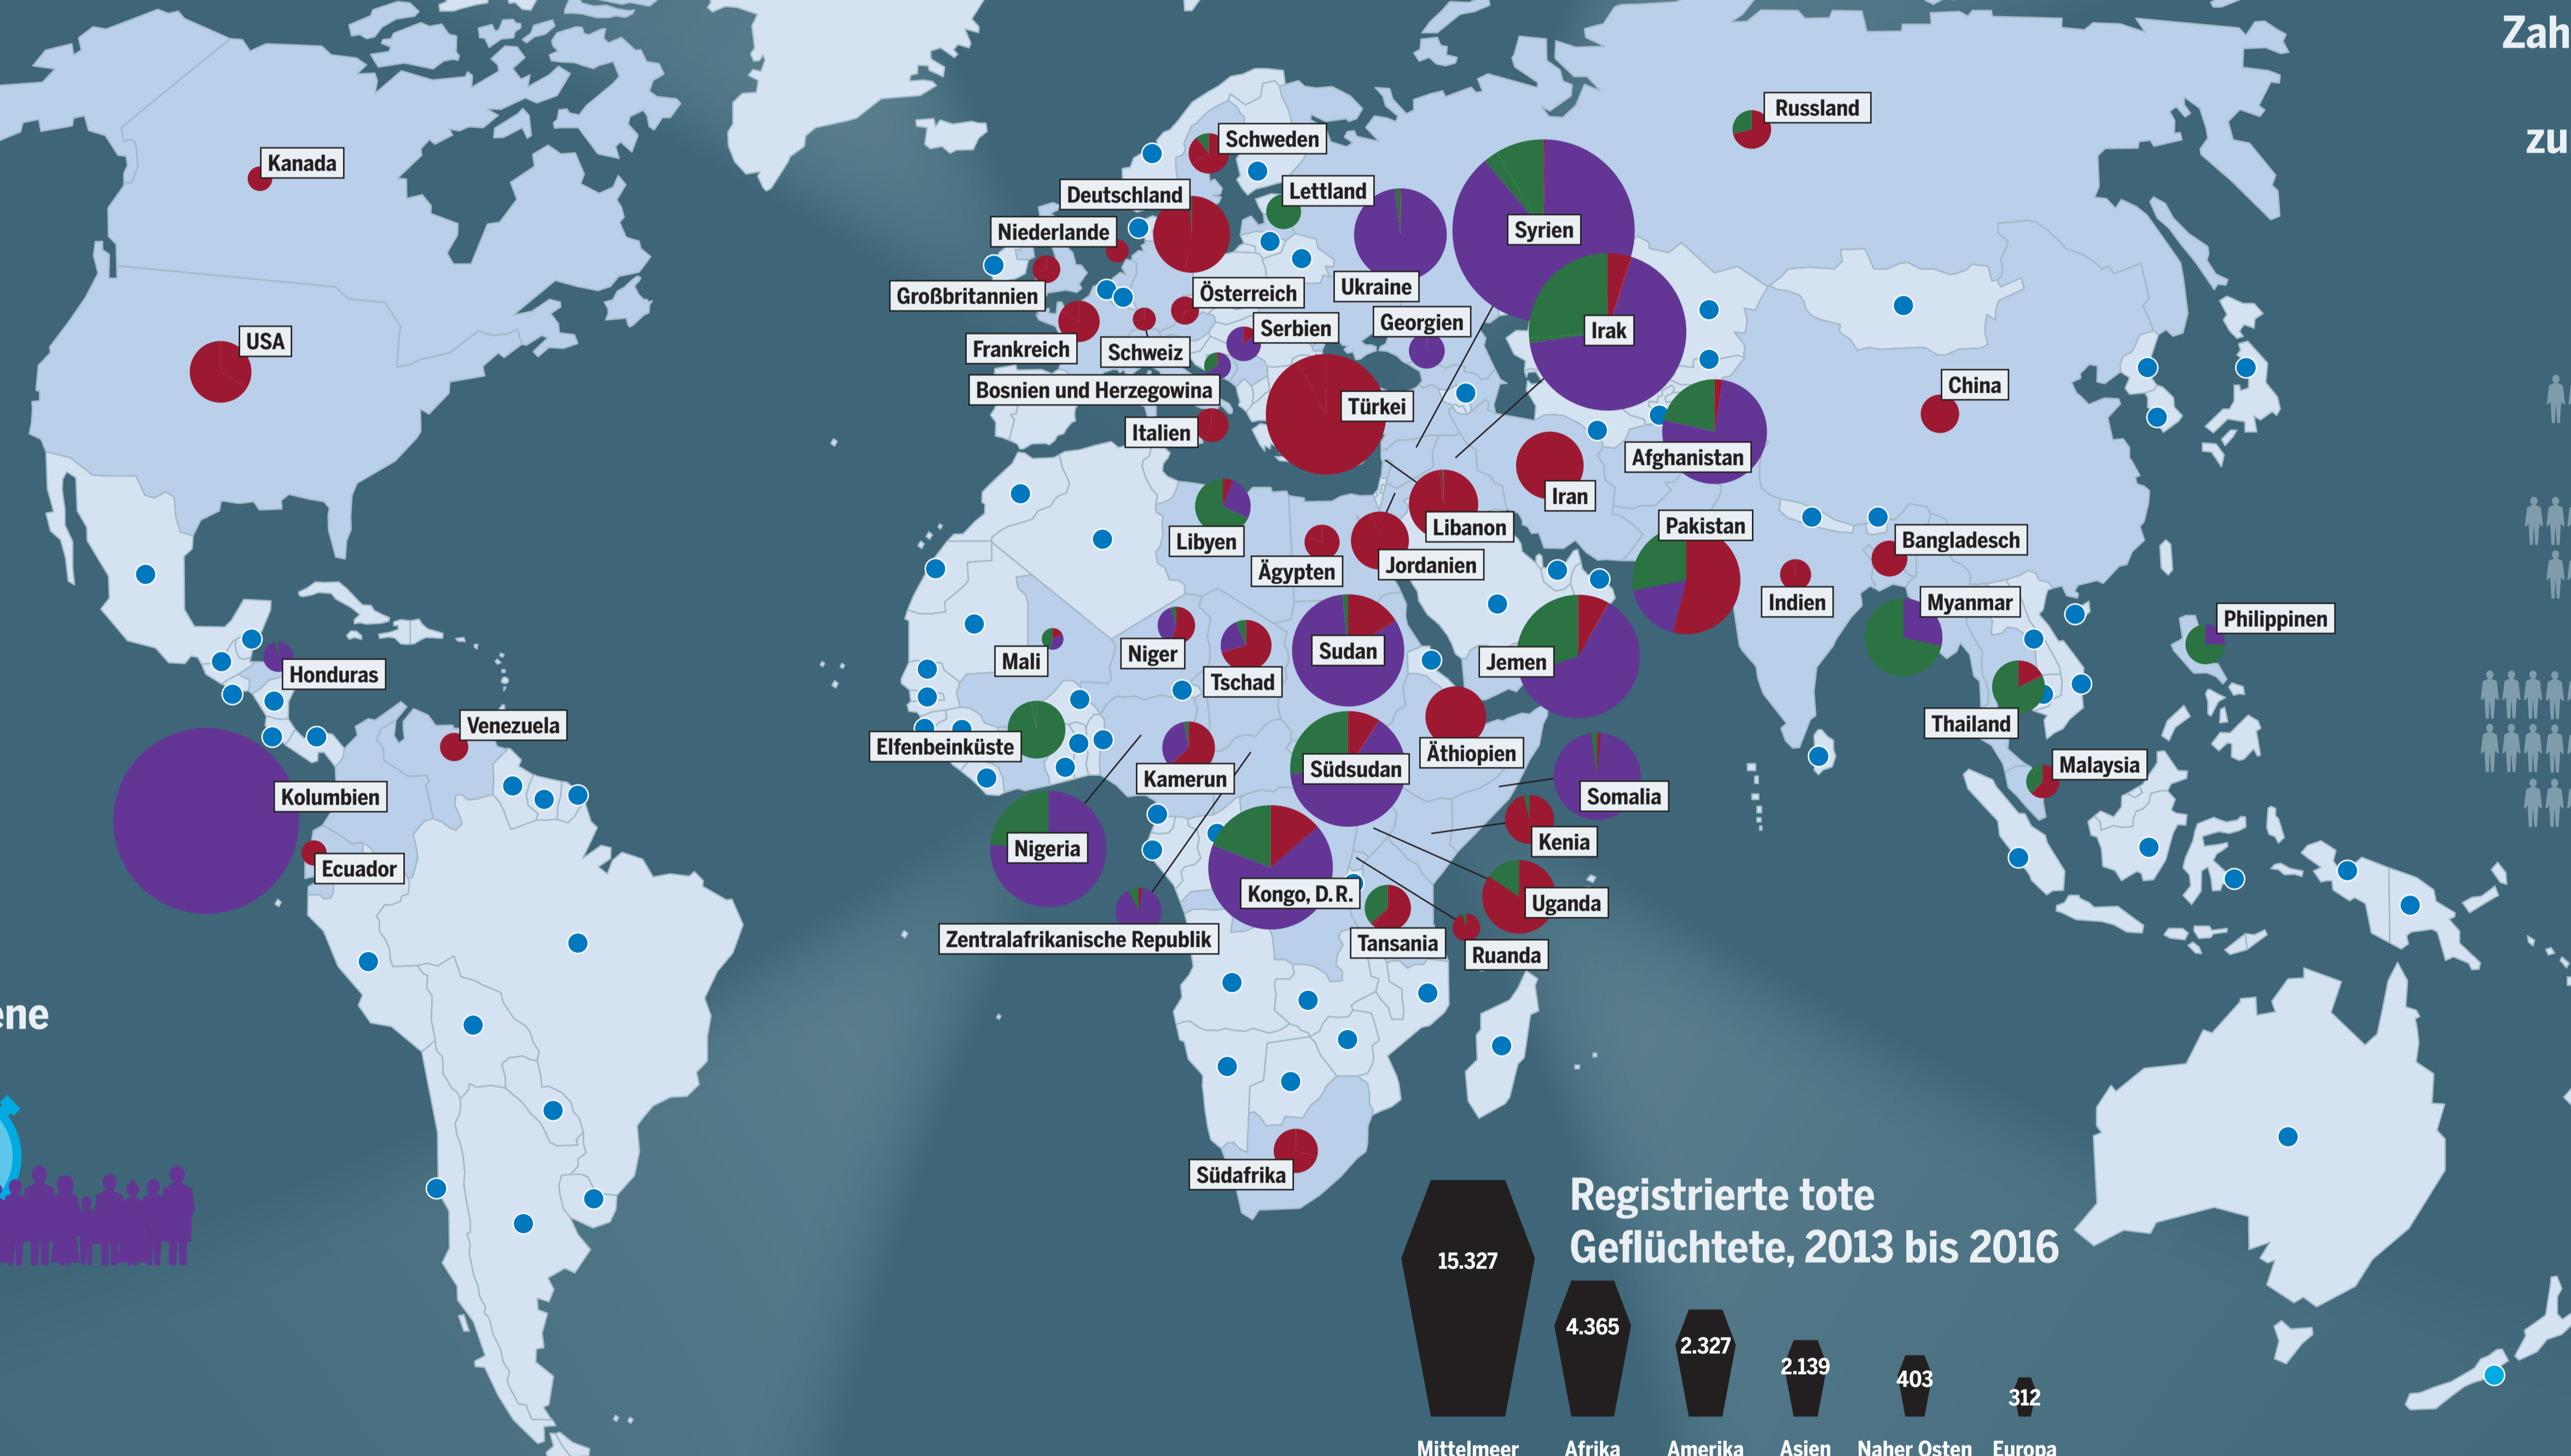 Zah
zu
Russland
Schweden
Kanada
Deutschland
Lettland
Niederlande
Syrien
Großbritannien
Österreich
Ukraine
Serbien
Georgien
Irak
USA
Frankreich
Schweiz
Bosnien und Herzegowina
China
Türkei
Italien
Afghanistan
Iran
Libanon
Pakistan
Libyen
Bangladesch
Ägypten
Jordanien
Indien
Myanmar
Philippinen
Mali
Niger
Sudan
Jemen
Honduras
Tschad
Venezuela
Thailand
Elfenbeinküste
Äthiopien
Malaysia
Kamerun
Südsudan
Kolumbien
Somalia
Kenia
Nigeria
Ecuador
Kongo, D. R.
Uganda
Zentralafrikanische Republik
Tansania
Ruanda
ene
Südafrika
Registrierte tote
Geflüchtete, 2013 bis 2016
15.327
4.365
2.327
2.139
403
312
Mittelmeer
Afrika
Amerika
Asien
Naher Osten
Europa